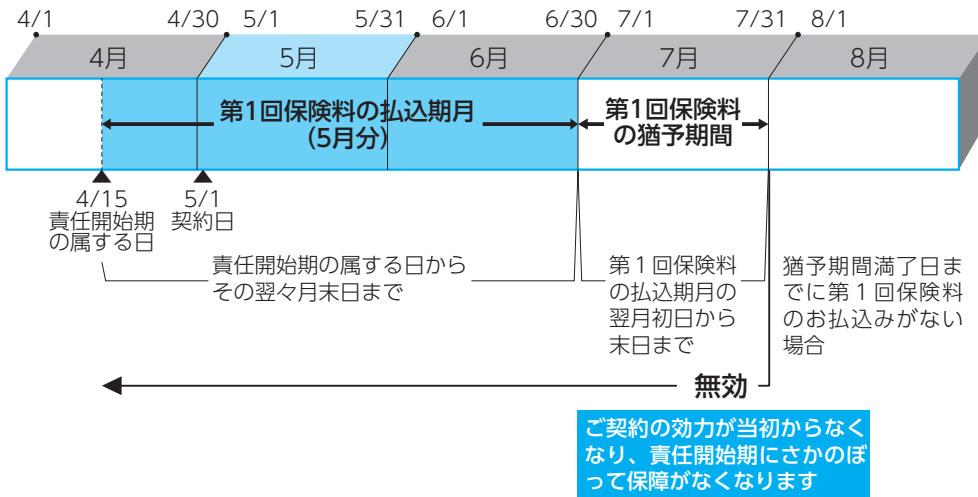 4/1 4/30 5/1 5/31 6/1 6/30 7/1 7/31 8/1
4月 5月 6月 7月 8月
第1回保険料の払込期月
(5月分)
第1回保険料
の猶予期間
4/15
責任開始期
の属する日
5/1
契約日
責任開始期の属する日から
その翌々月末日まで
第1回保険料
の払込期月の
翌月初日から
末日まで
猶予期間満了日ま
でに第1回保険料
のお払込みがない
場合
無効
ご契約の効力が当初からなく
なり、責任開始期にさかのぼ
って保障がなくなります